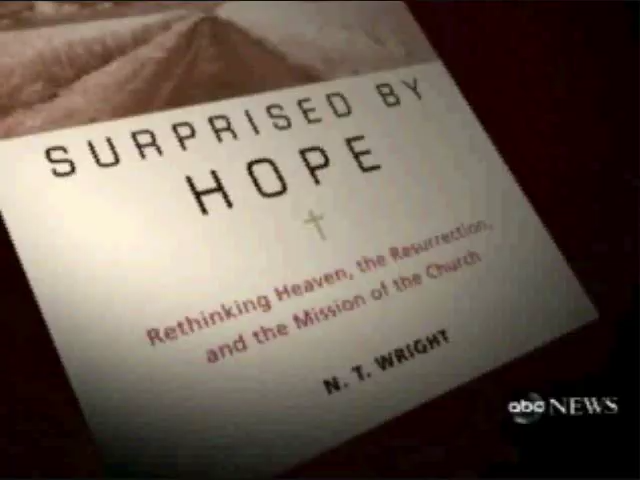 SURPRISED BY
HOPE
Rethinking Heaven, the Resurrection,
and the Mission of the Church
N. T. WRIGHT
abc NEWS